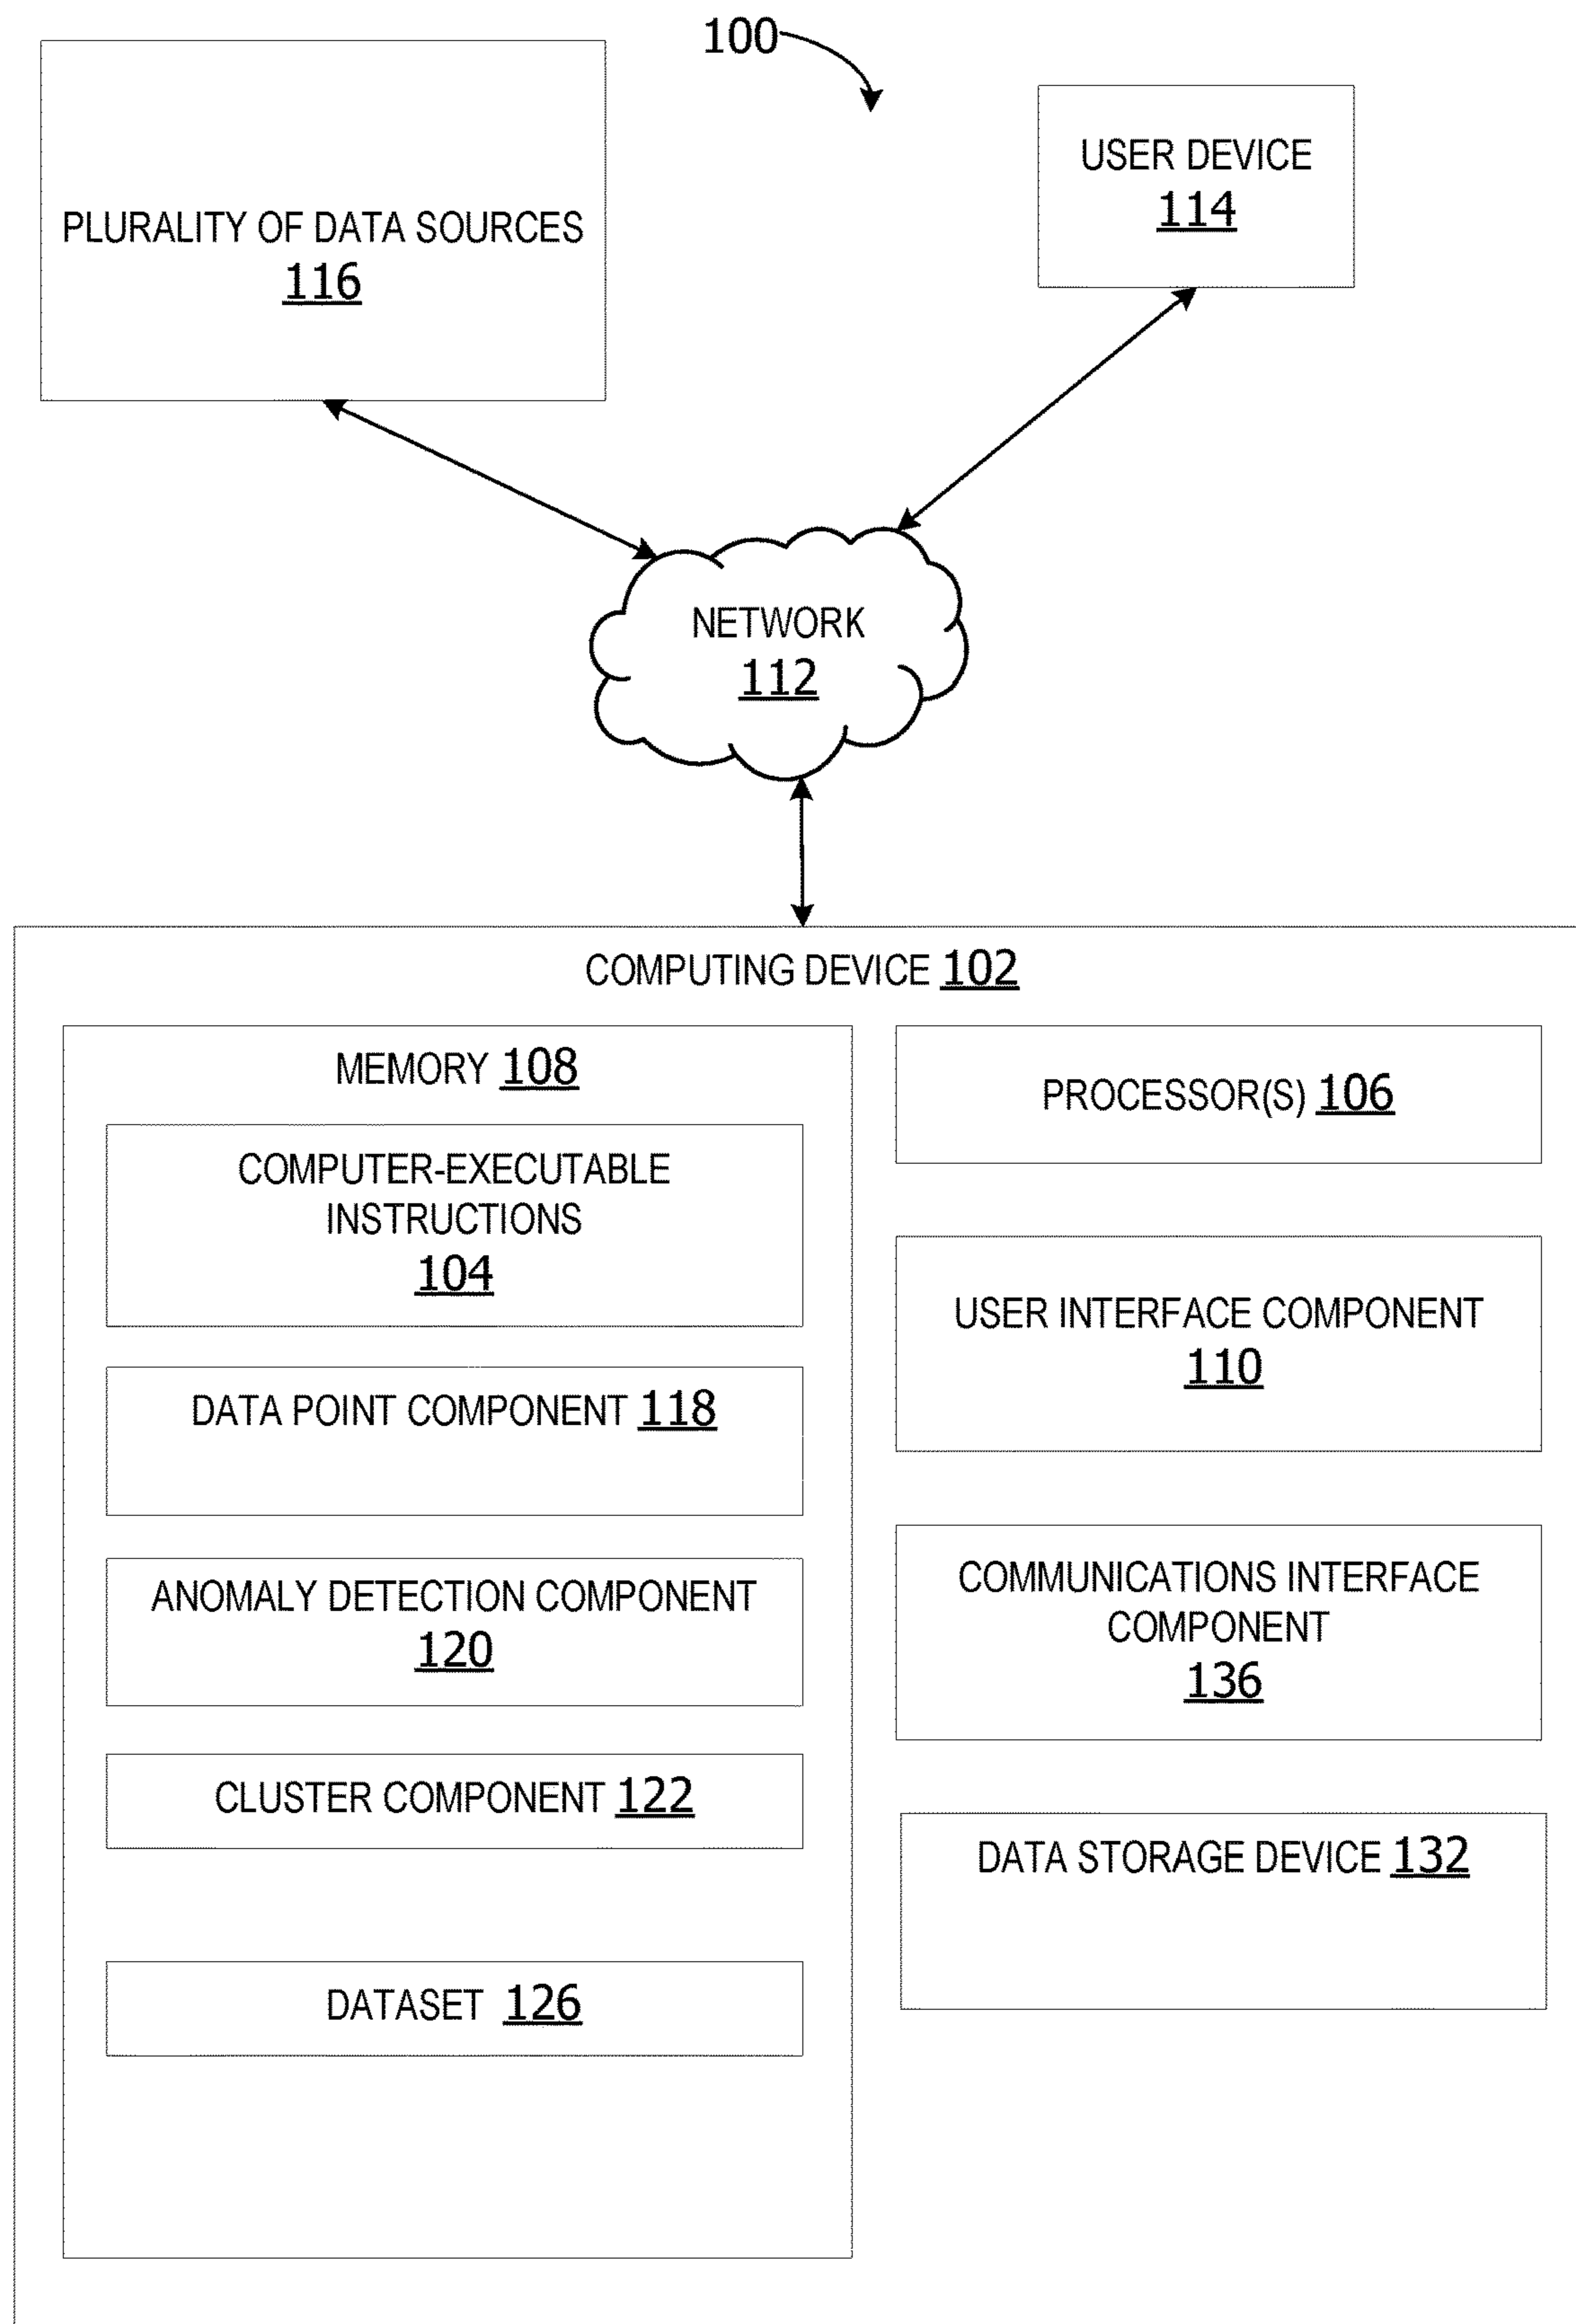 100
PLURALITY OF DATA SOURCES
116
USER DEVICE
114
NETWORK
112
COMPUTING DEVICE 102
MEMORY 108
COMPUTER-EXECUTABLE
INSTRUCTIONS
104
DATA POINT COMPONENT 118
ANOMALY DETECTION COMPONENT
120
CLUSTER COMPONENT 122
DATASET 126
PROCESSOR(S) 106
USER INTERFACE COMPONENT
110
COMMUNICATIONS INTERFACE
COMPONENT
136
DATA STORAGE DEVICE 132